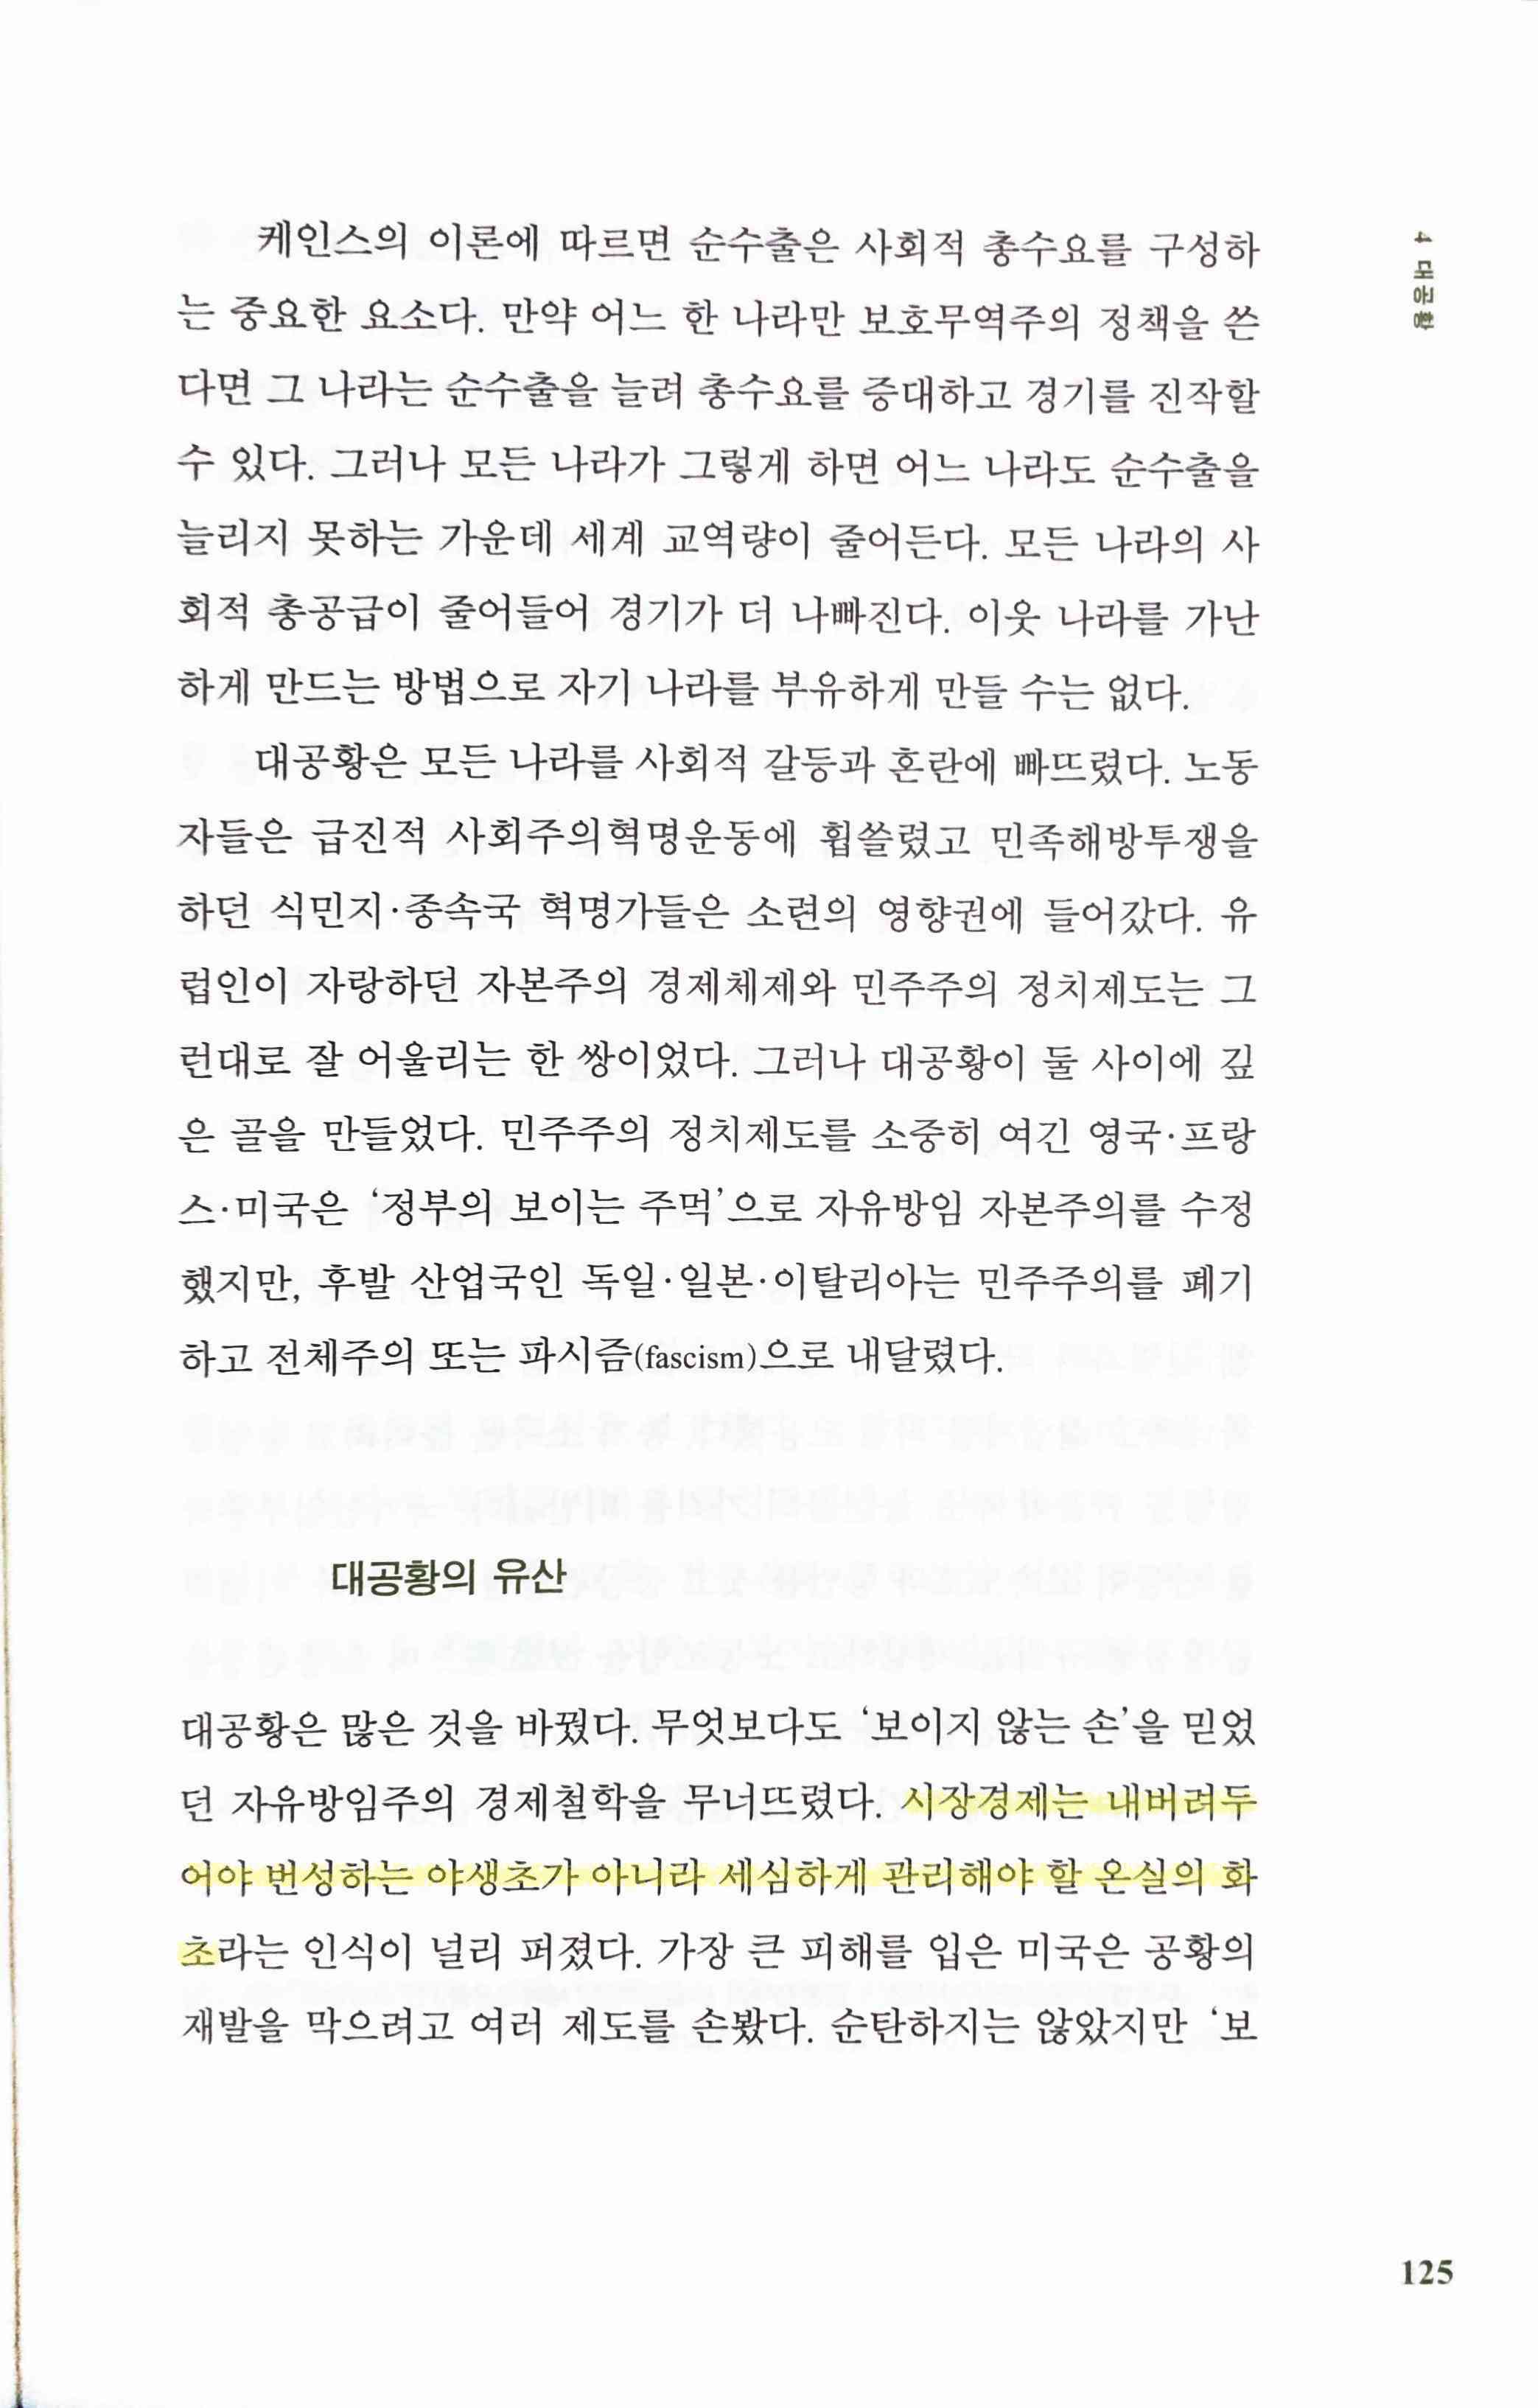 케인스의 이론에 따르면 순수출은 사회적 총수요를 구성하
는 중요한 요소다. 만약 어느 한 나라만 보호무역주의 정책을 쓴
다면 그 나라는 순수출을 늘려 총수요를 증대하고 경기를 진작할
수 있다. 그러나 모든 나라가 그렇게 하면 어느 나라도 순수출을
늘리지 못하는 가운데 세계 교역량이 줄어든다. 모든 나라의 사
회적 총공급이 줄어들어 경기가 더 나빠진다. 이웃 나라를 가난
하게 만드는 방법으로 자기 나라를 부유하게 만들 수는 없다.
대공황은 모든 나라를 사회적 갈등과 혼란에 빠뜨렸다. 노동
자들은 급진적 사회주의혁명운동에 휩쓸렸고 민족해방투쟁을
하던 식민지·종속국 혁명가들은 소련의 영향권에 들어갔다. 유
럽인이 자랑하던 자본주의 경제체제와 민주주의 정치제도는 그
런대로 잘 어울리는 한 쌍이었다. 그러나 대공황이 둘 사이에 깊
은 골을 만들었다. 민주주의 정치제도를 소중히 여긴 영국·프랑
스·미국은 ‘정부의 보이는 주먹’으로 자유방임 자본주의를 수정
했지만, 후발 산업국인 독일·일본·이탈리아는 민주주의를 폐기
하고 전체주의 또는 파시즘(fascism)으로 내달렸다.
대공황의 유산
대공황은 많은 것을 바꿨다. 무엇보다도 ‘보이지 않는 손’을 믿었
던 자유방임주의 경제철학을 무너뜨렸다. 시장경제는 내버려두
어야 번성하는 야생초가 아니라 세심하게 관리해야 할 온실의 화
초라는 인식이 널리 퍼졌다. 가장 큰 피해를 입은 미국은 공황의
재발을 막으려고 여러 제도를 손봤다. 순탄하지는 않았지만 ‘보
4 대공황
125